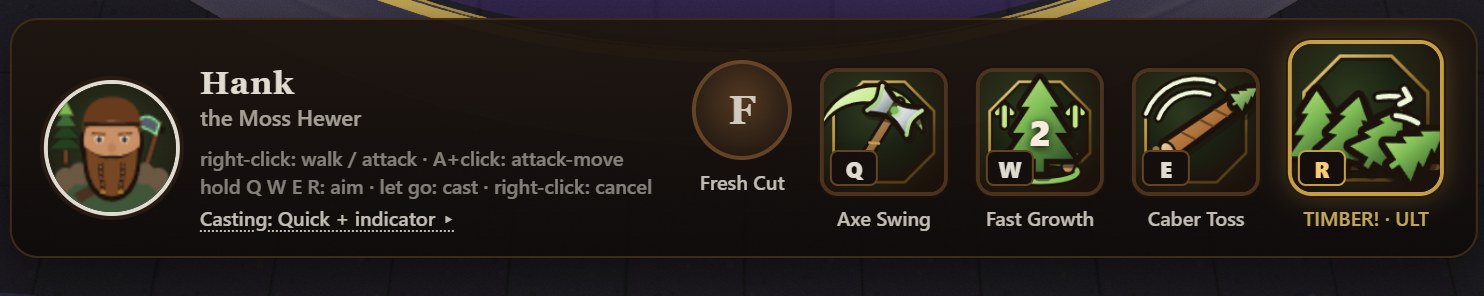 Hank
the Moss Hewer
right-click: walk / attack · A+click: attack-move
hold Q W E R: aim · let go: cast · right-click: cancel
Casting: Quick + indicator ▸
F
Fresh Cut
Q
Axe Swing
2
W
Fast Growth
E
Caber Toss
R
TIMBER! · ULT